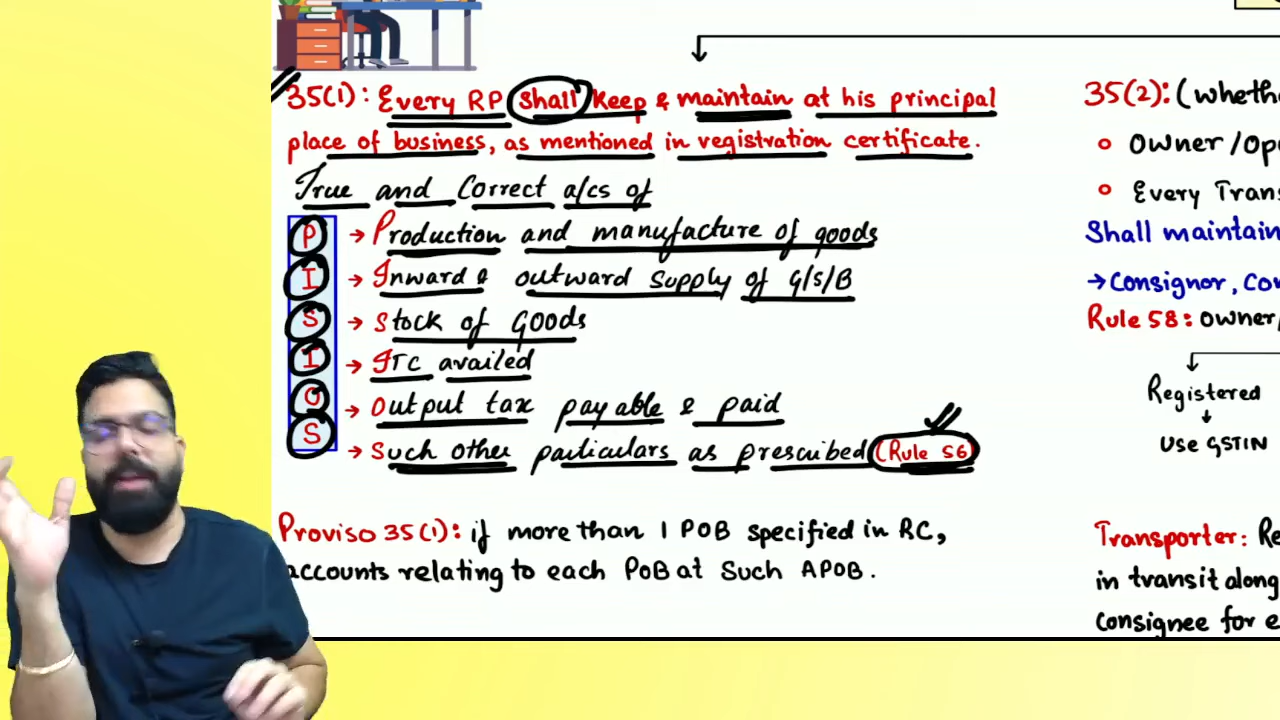 35(1): Every RP Shall Keep & maintain at his principal
place of business, as mentioned in registration certificate.
True and Correct a/cs of
P → Production and manufacture of goods
I → Inward & outward supply of G/S/B
S → Stock of Goods
I → ITC availed
O → Output tax payable & paid
S → Such other particulars as prescribed (Rule 56)
Proviso 35(1): if more than 1 POB specified in RC,
accounts relating to each POB at Such APOB.
35(2): (wheth
Owner/Op
Every Trans
Shall maintain
→ Consignor, con
Rule 58: owner/
Registered
USE GSTIN
Transporter: Re
in transit along
consignee for e